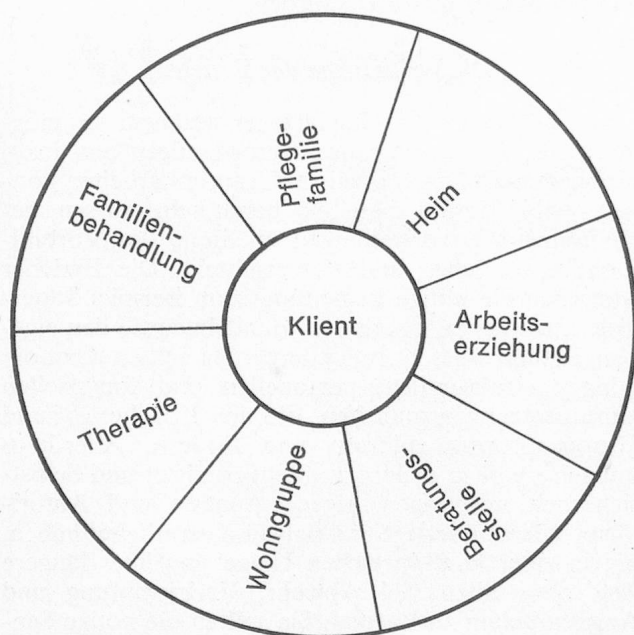 Pflege-
familie
Heim
Arbeits-
erziehung
Beratungs-
stelle
Wohngruppe
Therapie
Familien-
behandlung
Klient